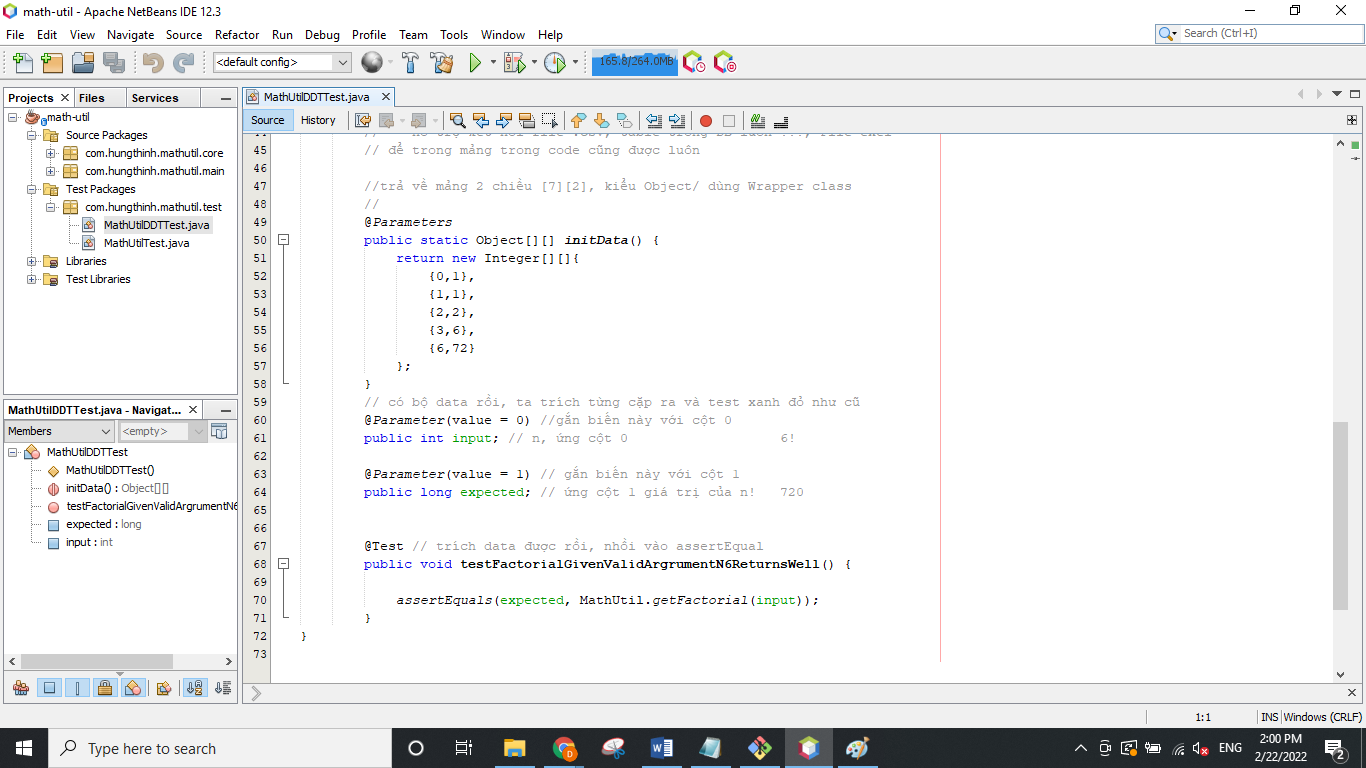 math-util - Apache NetBeans IDE 12.3
File Edit View Navigate Source Refactor Run Debug Profile Team Tools Window Help
Search (Ctrl+I)
<default config>
165.8/264.0MB
Projects Files Services
math-util
Source Packages
com.hungthinh.mathutil.core
com.hungthinh.mathutil.main
Test Packages
com.hungthinh.mathutil.test
MathUtilDDTTest.java
MathUtilTest.java
Libraries
Test Libraries
MathUtilDDTTest.java - Navigat...
Members <empty>
MathUtilDDTTest
MathUtilDDTTest()
initData() : Object[][]
testFactorialGivenValidArgrumentN6
expected : long
input : int
MathUtilDDTTest.java
Source History
45 // để trong mảng trong code cũng được luôn
46
47 //trả về mảng 2 chiều [7][2], kiểu Object/ dùng Wrapper class
48 //
49 @Parameters
50 public static Object[][] initData() {
51 return new Integer[][]{
52 {0,1},
53 {1,1},
54 {2,2},
55 {3,6},
56 {6,72}
57 };
58 }
59 // có bộ data rồi, ta trích từng cặp ra và test xanh đỏ như cũ
60 @Parameter(value = 0) //gắn biến này với cột 0
61 public int input; // n, ứng cột 0 6!
62
63 @Parameter(value = 1) // gắn biến này với cột 1
64 public long expected; // ứng cột 1 giá trị của n! 720
65
66
67 @Test // trích data được rồi, nhồi vào assertEqual
68 public void testFactorialGivenValidArgrumentN6ReturnsWell() {
69
70 assertEquals(expected, MathUtil.getFactorial(input));
71 }
72 }
73
1:1 INS Windows (CRLF)
Type here to search
ENG
2:00 PM
2/22/2022
2